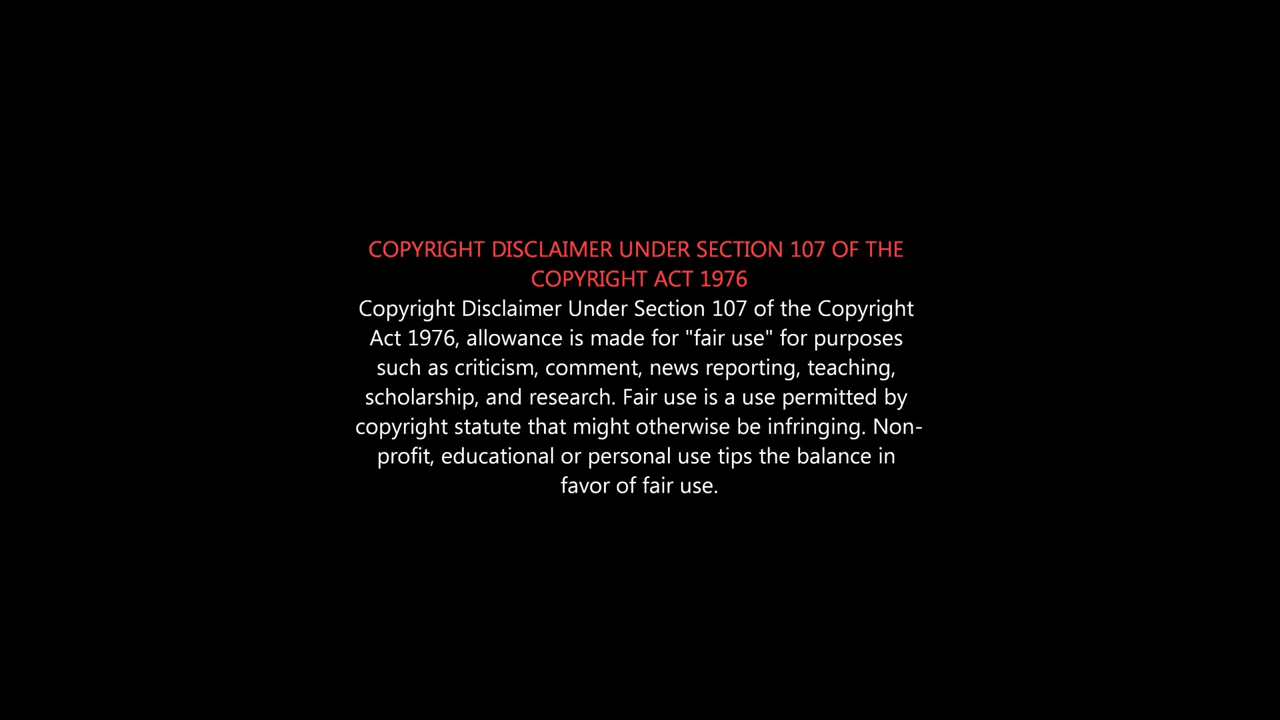 COPYRIGHT DISCLAIMER UNDER SECTION 107 OF THE
COPYRIGHT ACT 1976
Copyright Disclaimer Under Section 107 of the Copyright
Act 1976, allowance is made for "fair use" for purposes
such as criticism, comment, news reporting, teaching,
scholarship, and research. Fair use is a use permitted by
copyright statute that might otherwise be infringing. Non-
profit, educational or personal use tips the balance in
favor of fair use.